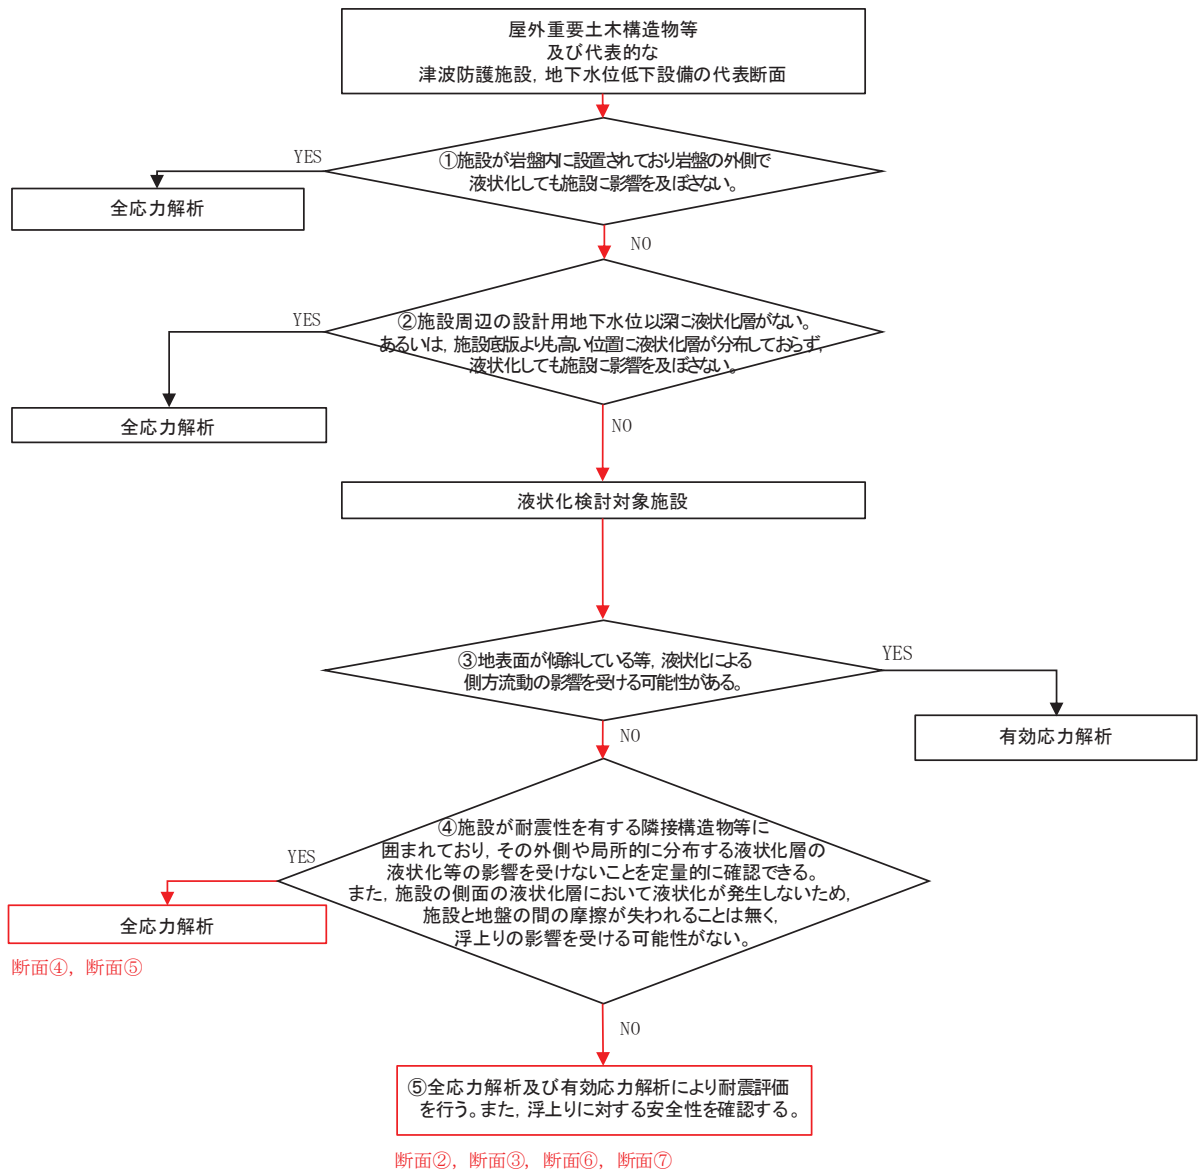 屋外重要土木構造物等
及び代表的な
津波防護施設，地下水位低下設備の代表断面
①施設が岩盤内に設置されており岩盤の外側で
液状化しても施設に影響を及ぼさない。
YES
全応力解析
NO
②施設周辺の設計用地下水位以深に液状化層がない。
あるいは，施設底版よりも高い位置に液状化層が分布しておらず，
液状化しても施設に影響を及ぼさない。
YES
全応力解析
NO
液状化検討対象施設
③地表面が傾斜している等，液状化による
側方流動の影響を受ける可能性がある。
YES
有効応力解析
NO
④施設が耐震性を有する隣接構造物等に
囲まれており，その外側や局所的に分布する液状化層の
液状化等の影響を受けないことを定量的に確認できる。
また，施設の側面の液状化層において液状化が発生しないため，
施設と地盤の間の摩擦が失われることは無く，
浮上りの影響を受ける可能性がない。
YES
全応力解析
断面④，断面⑤
NO
⑤全応力解析及び有効応力解析により耐震評価
を行う。また，浮上りに対する安全性を確認する。
断面②，断面③，断面⑥，断面⑦